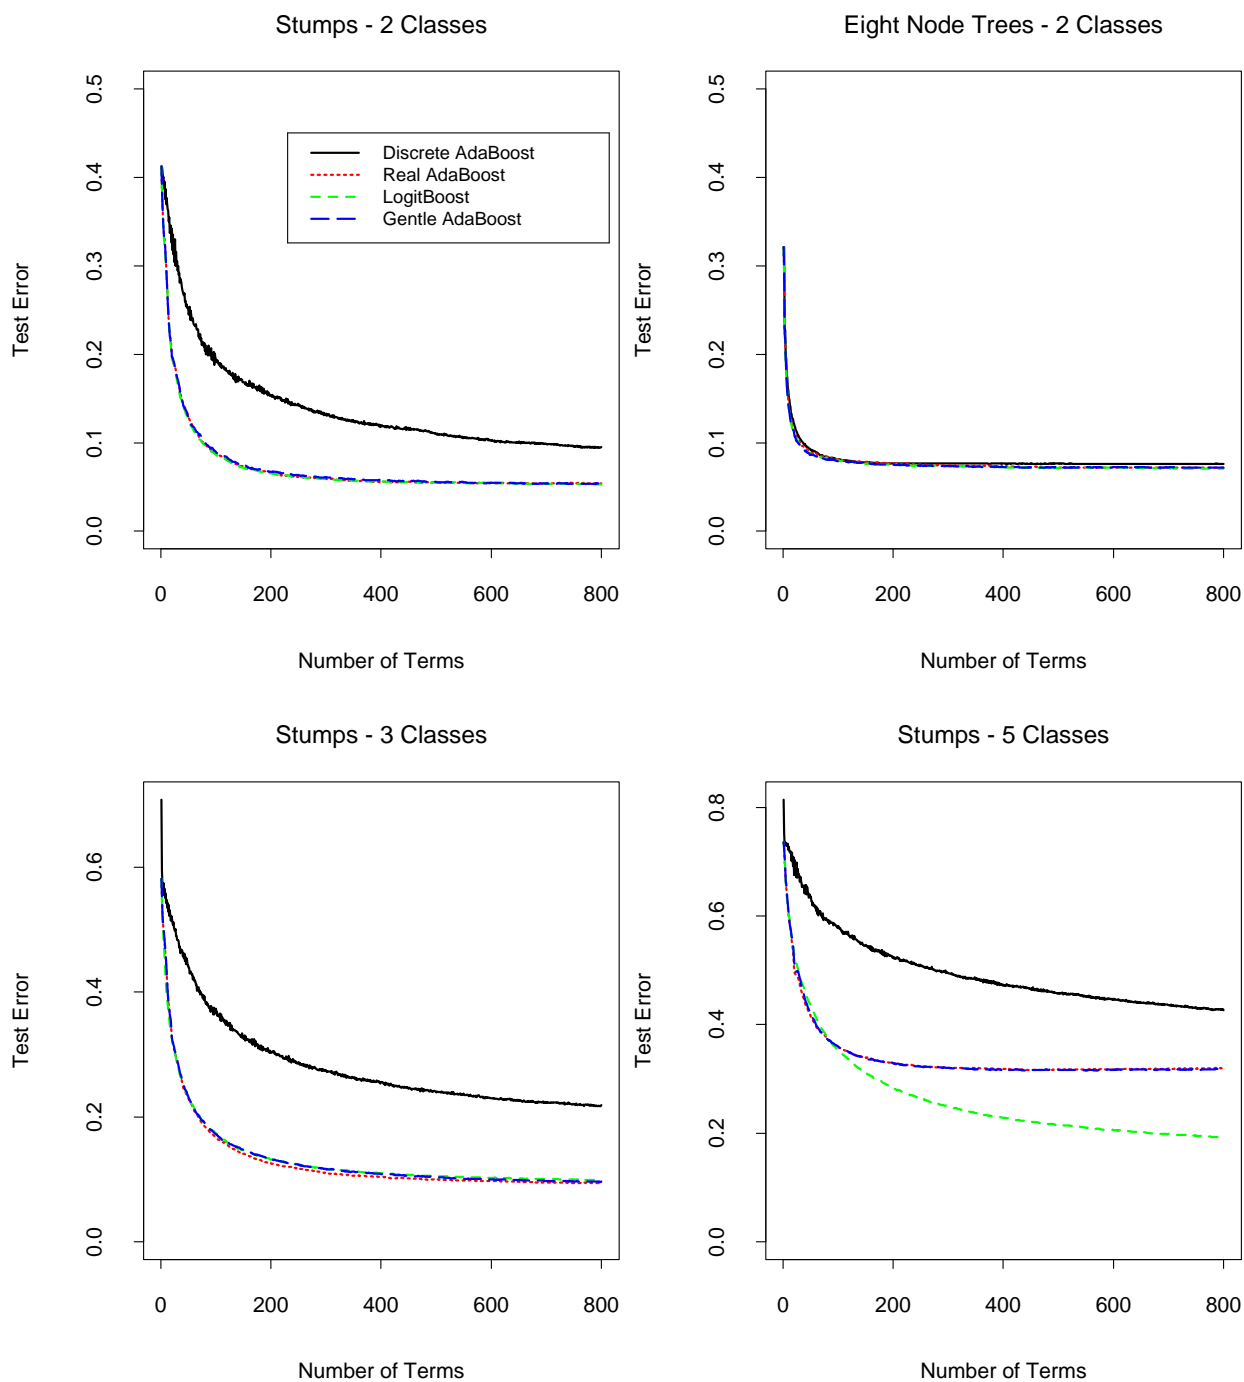 Stumps - 2 Classes
Test Error
0.5
0.4
0.3
0.2
0.1
0.0
Discrete AdaBoost
Real AdaBoost
LogitBoost
Gentle AdaBoost
0 200 400 600 800
Number of Terms
Eight Node Trees - 2 Classes
Test Error
0.5
0.4
0.3
0.2
0.1
0.0
0 200 400 600 800
Number of Terms
Stumps - 3 Classes
Test Error
0.6
0.4
0.2
0.0
0 200 400 600 800
Number of Terms
Stumps - 5 Classes
Test Error
0.8
0.6
0.4
0.2
0.0
0 200 400 600 800
Number of Terms